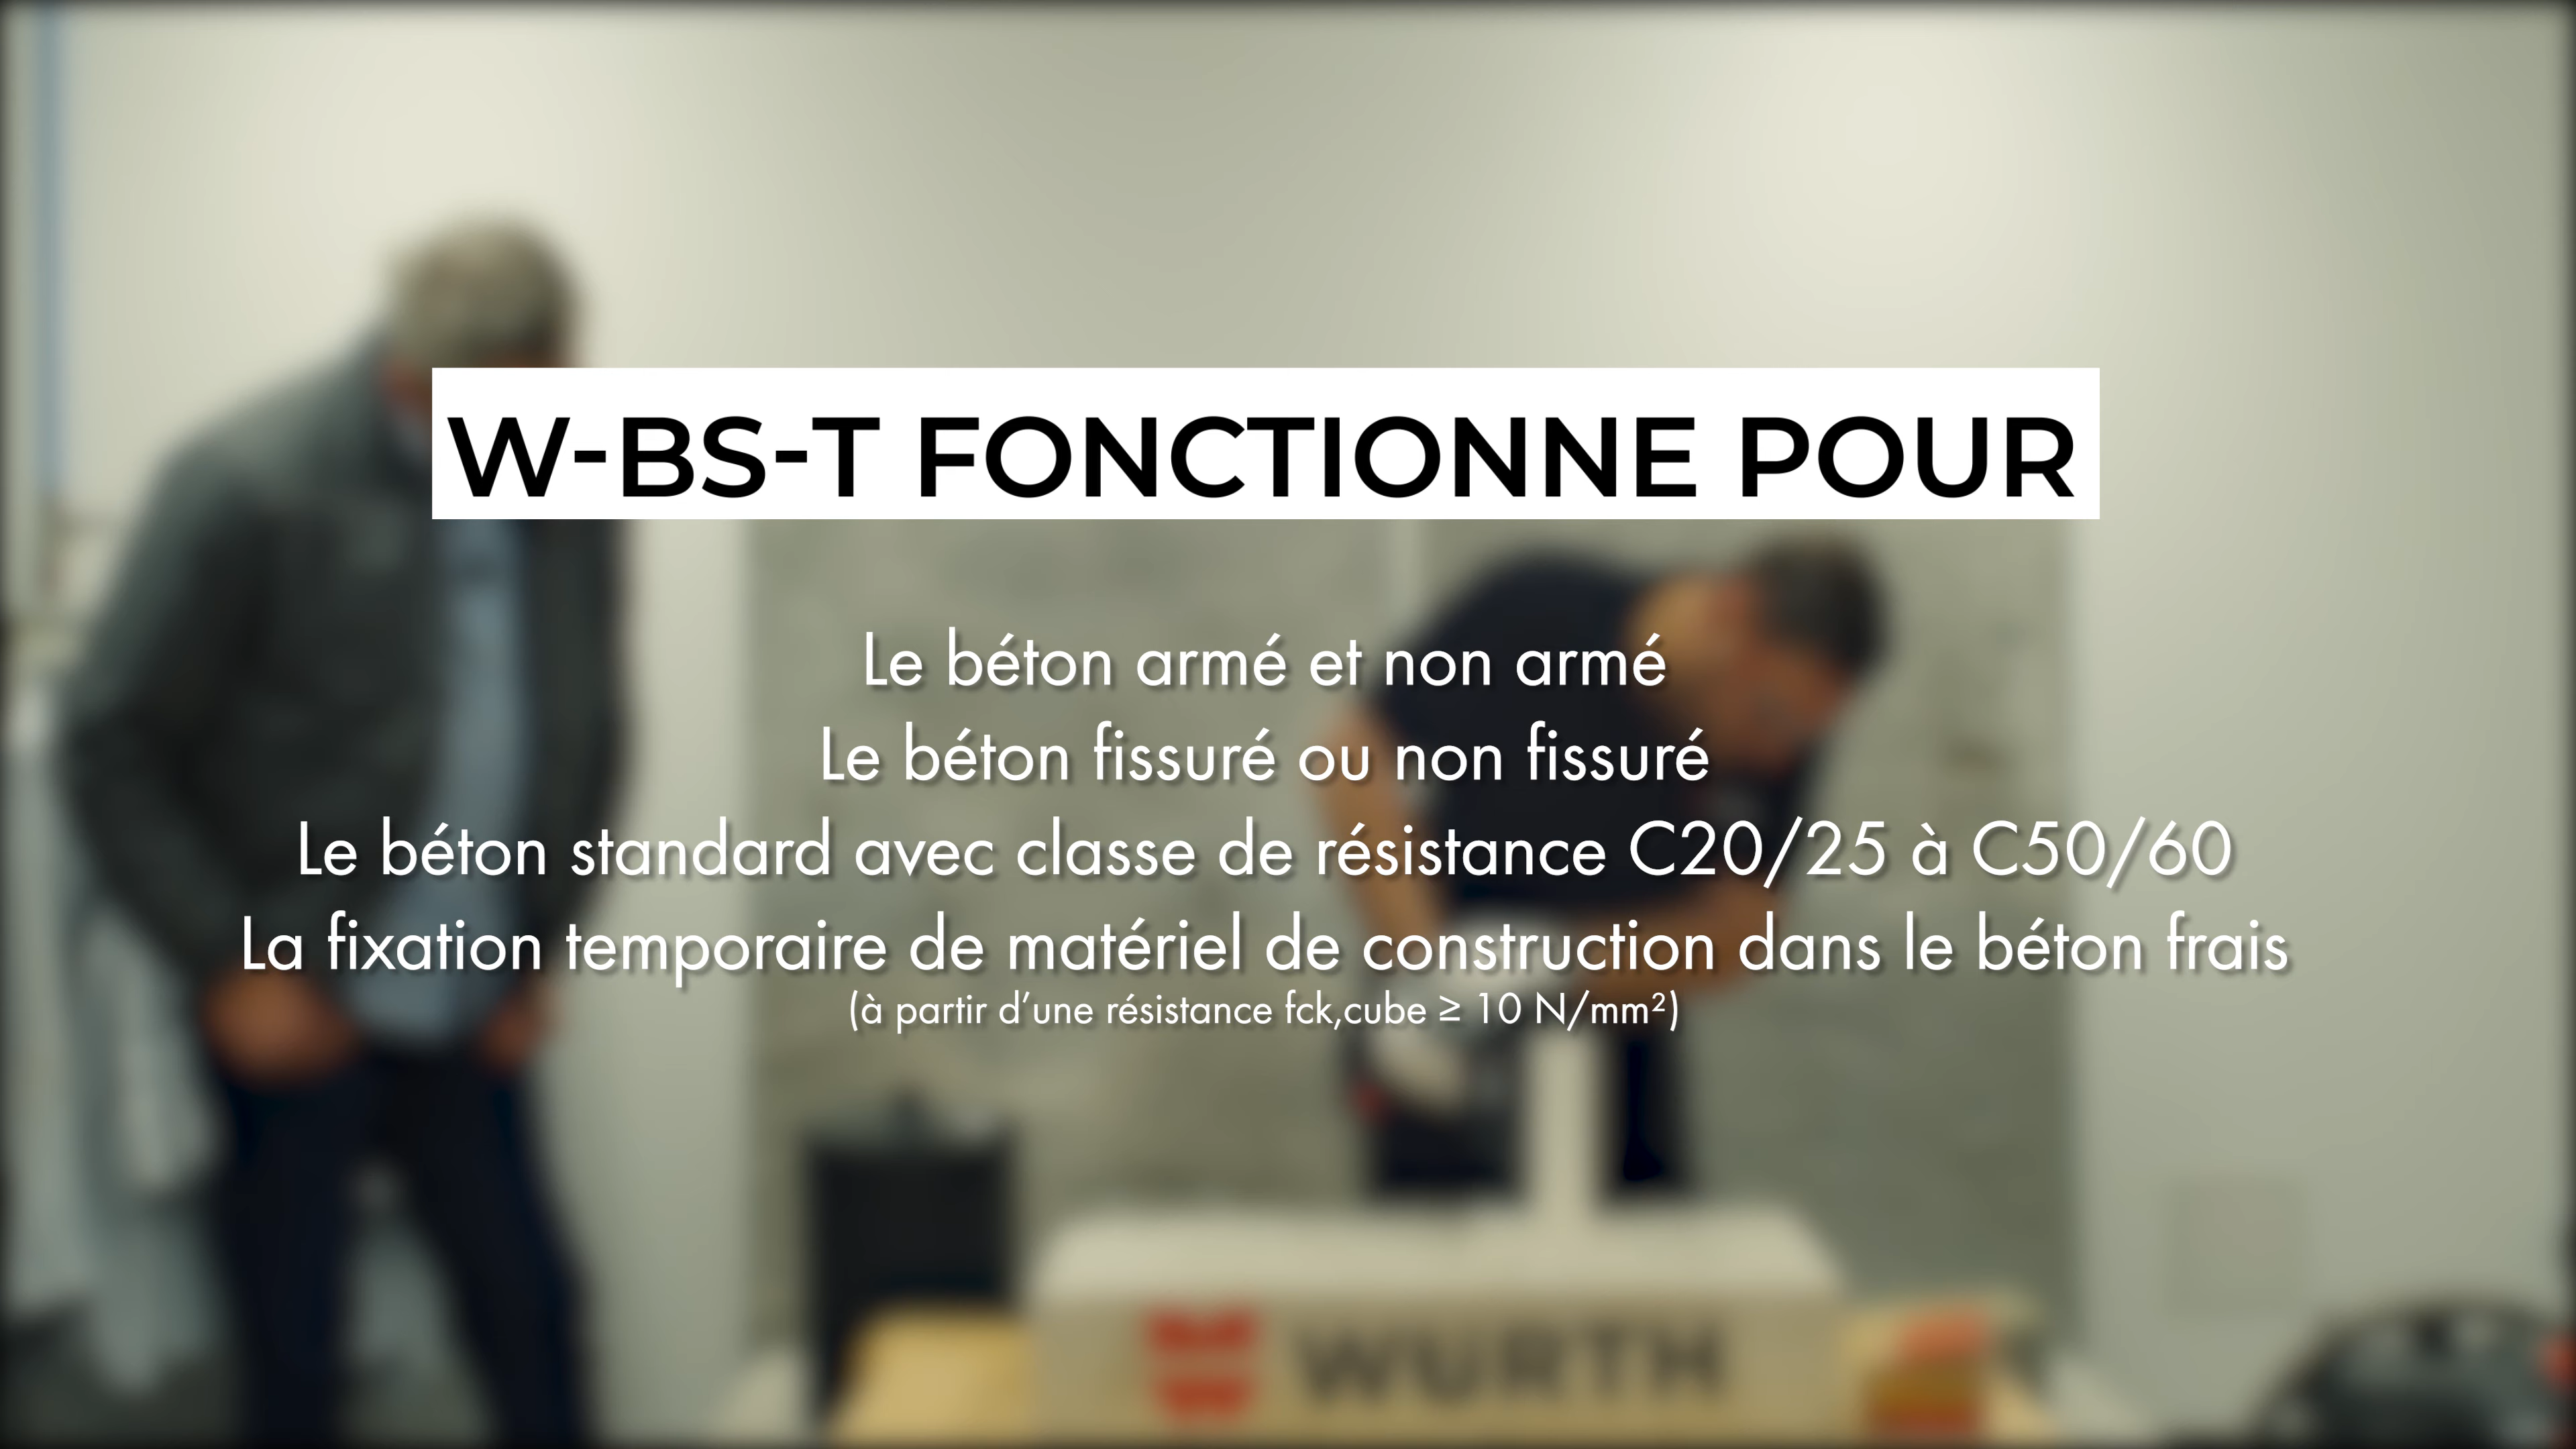 W-BS-T FONCTIONNE POUR
Le béton armé et non armé
Le béton fissuré ou non fissuré
Le béton standard avec classe de résistance C20/25 à C50/60
La fixation temporaire de matériel de construction dans le béton frais
(à partir d’une résistance fck,cube ≥ 10 N/mm²)
WURTH